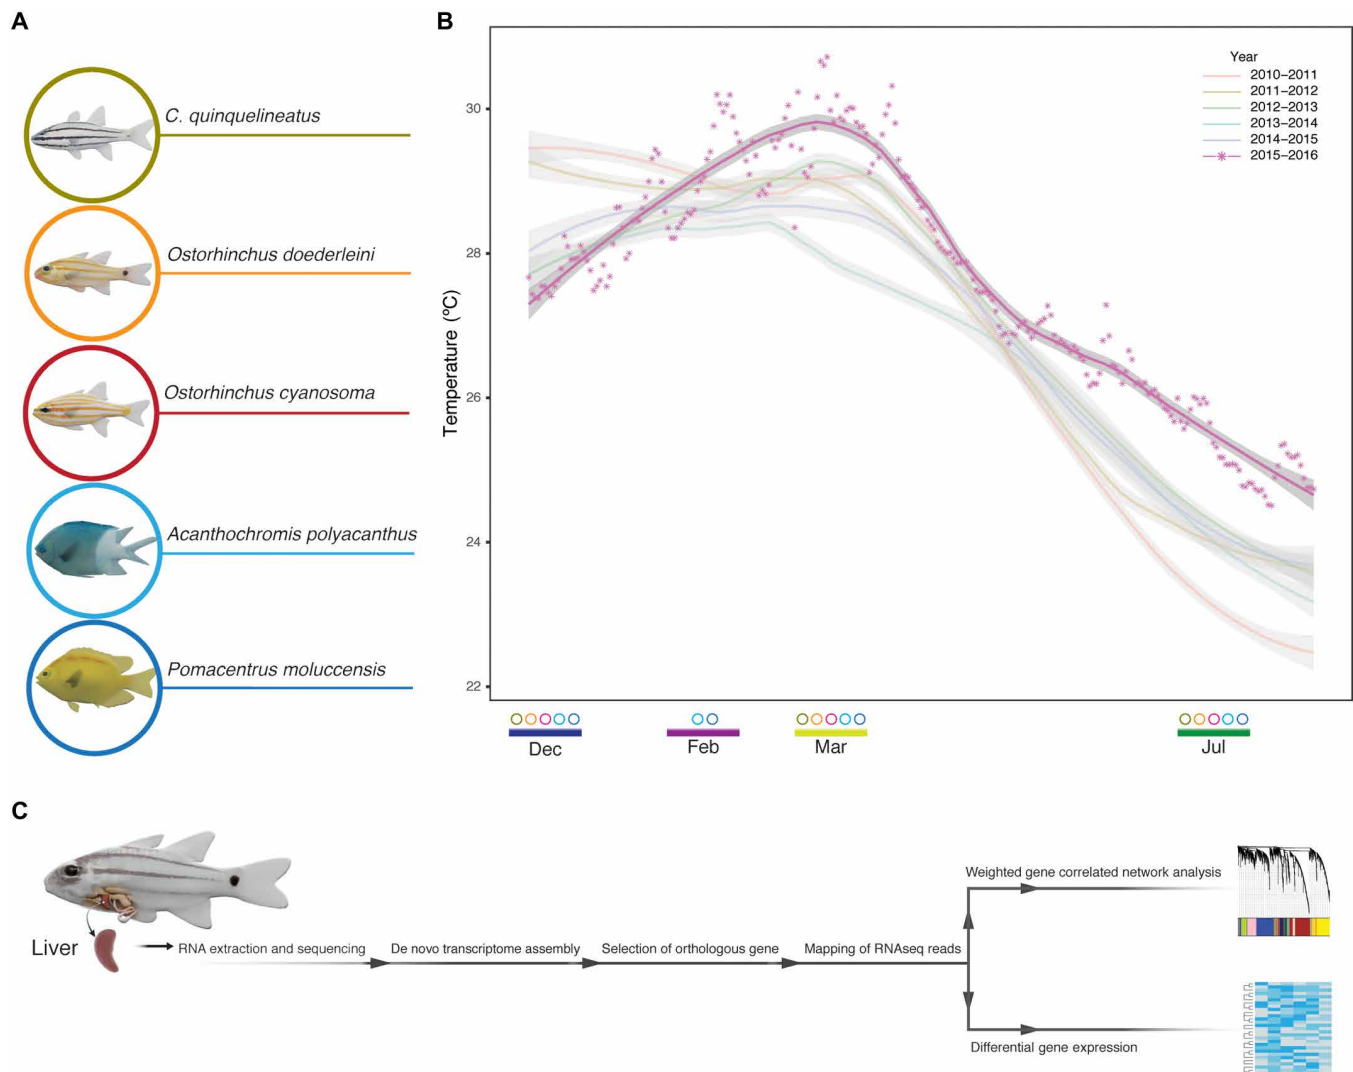 A
C. quinquelineatus
Ostorhinchus doederleini
Ostorhinchus cyanosoma
Acanthochromis polyacanthus
Pomacentrus moluccensis
B
Temperature (ºC)
30
28
26
24
22
Year
2010–2011
2011–2012
2012–2013
2013–2014
2014–2015
2015–2016
Dec
Feb
Mar
Jul
C
Liver
RNA extraction and sequencing
De novo transcriptome assembly
Selection of orthologous gene
Mapping of RNAseq reads
Weighted gene correlated network analysis
Differential gene expression